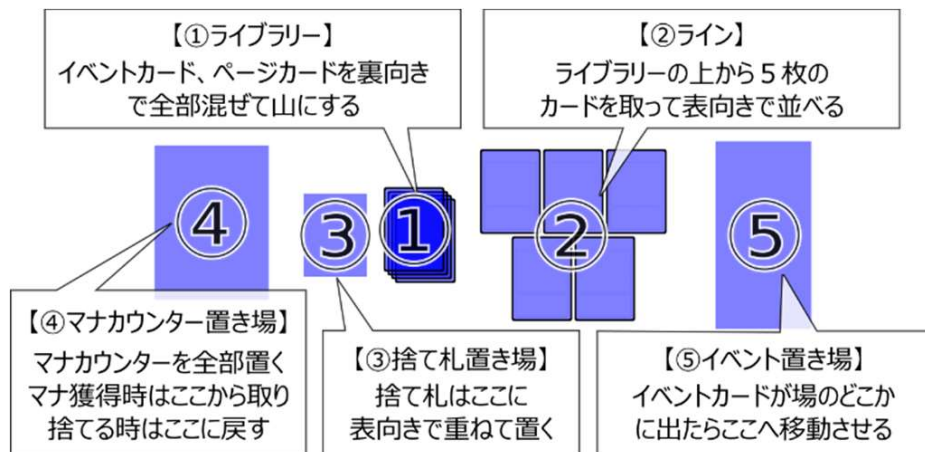 【①ライブラリー】
イベントカード、ページカードを裏向き
で全部混ぜて山にする
【②ライン】
ライブラリーの上から５枚の
カードを取って表向きで並べる
④
③
①
②
⑤
【④マナカウンター置き場】
マナカウンターを全部置く
マナ獲得時はここから取り
捨てる時はここに戻す
【③捨て札置き場】
捨て札はここに
表向きで重ねて置く
【⑤イベント置き場】
イベントカードが場のどこか
に出たらここへ移動させる